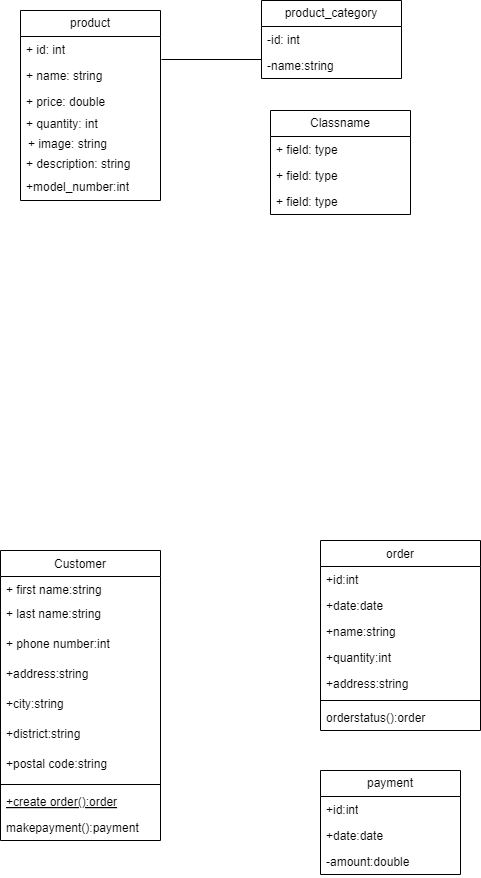 product
+ id: int
+ name: string
+ price: double
+ quantity: int
+ image: string
+ description: string
+model_number:int
product_category
-id: int
-name:string
Classname
+ field: type
+ field: type
+ field: type
Customer
+ first name:string
+ last name:string
+ phone number:int
+address:string
+city:string
+district:string
+postal code:string
+create order():order
makepayment():payment
order
+id:int
+date:date
+name:string
+quantity:int
+address:string
orderstatus():order
payment
+id:int
+date:date
-amount:double